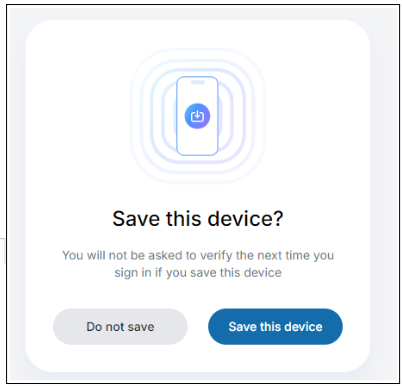 Save this device?
You will not be asked to verify the next time you
sign in if you save this device
Do not save
Save this device